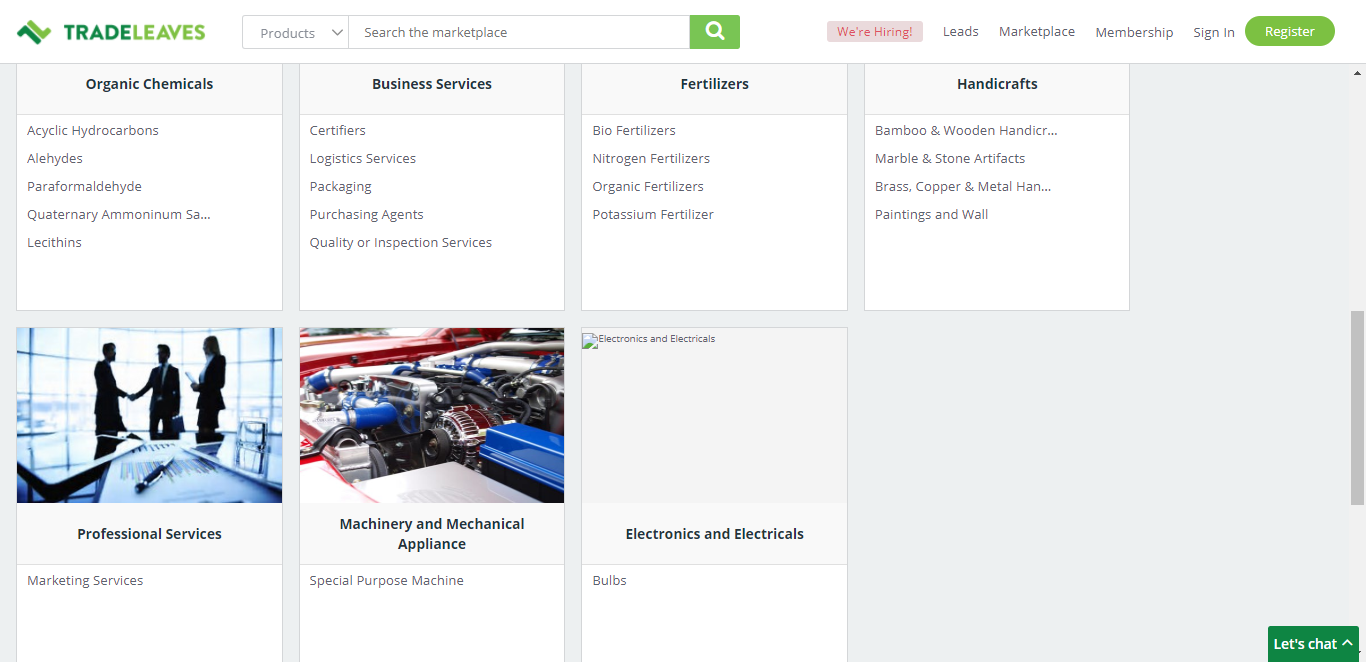 TRADELEAVES
Products
Search the marketplace
We're Hiring!
Leads
Marketplace
Membership
Sign In
Register
Organic Chemicals
Acyclic Hydrocarbons
Alehydes
Paraformaldehyde
Quaternary Ammoninum Sa...
Lecithins
Business Services
Certifiers
Logistics Services
Packaging
Purchasing Agents
Quality or Inspection Services
Fertilizers
Bio Fertilizers
Nitrogen Fertilizers
Organic Fertilizers
Potassium Fertilizer
Handicrafts
Bamboo & Wooden Handicr...
Marble & Stone Artifacts
Brass, Copper & Metal Han...
Paintings and Wall
Professional Services
Marketing Services
Machinery and Mechanical
Appliance
Special Purpose Machine
Electronics and Electricals
Electronics and Electricals
Bulbs
Let's chat